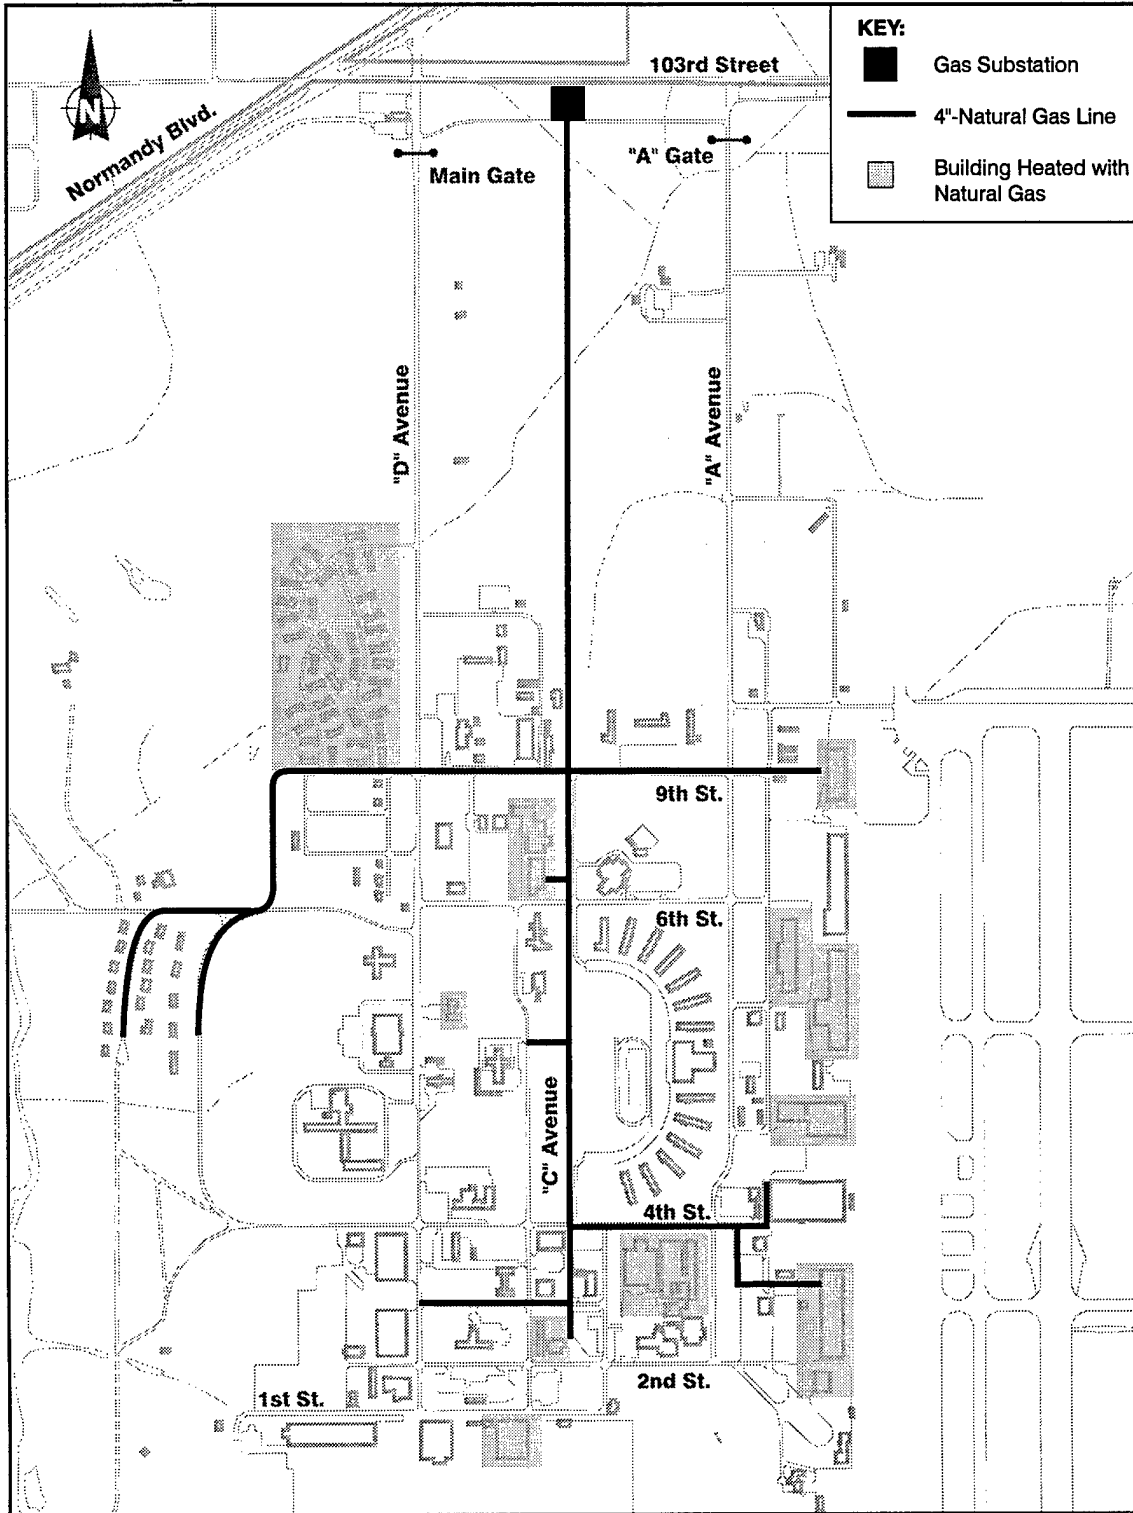 KEY:
Gas Substation
4"-Natural Gas Line
Building Heated with
Natural Gas
103rd Street
N
Normandy Blvd.
Main Gate
"A" Gate
"D" Avenue
"A" Avenue
9th St.
6th St.
"C" Avenue
4th St.
2nd St.
1st St.